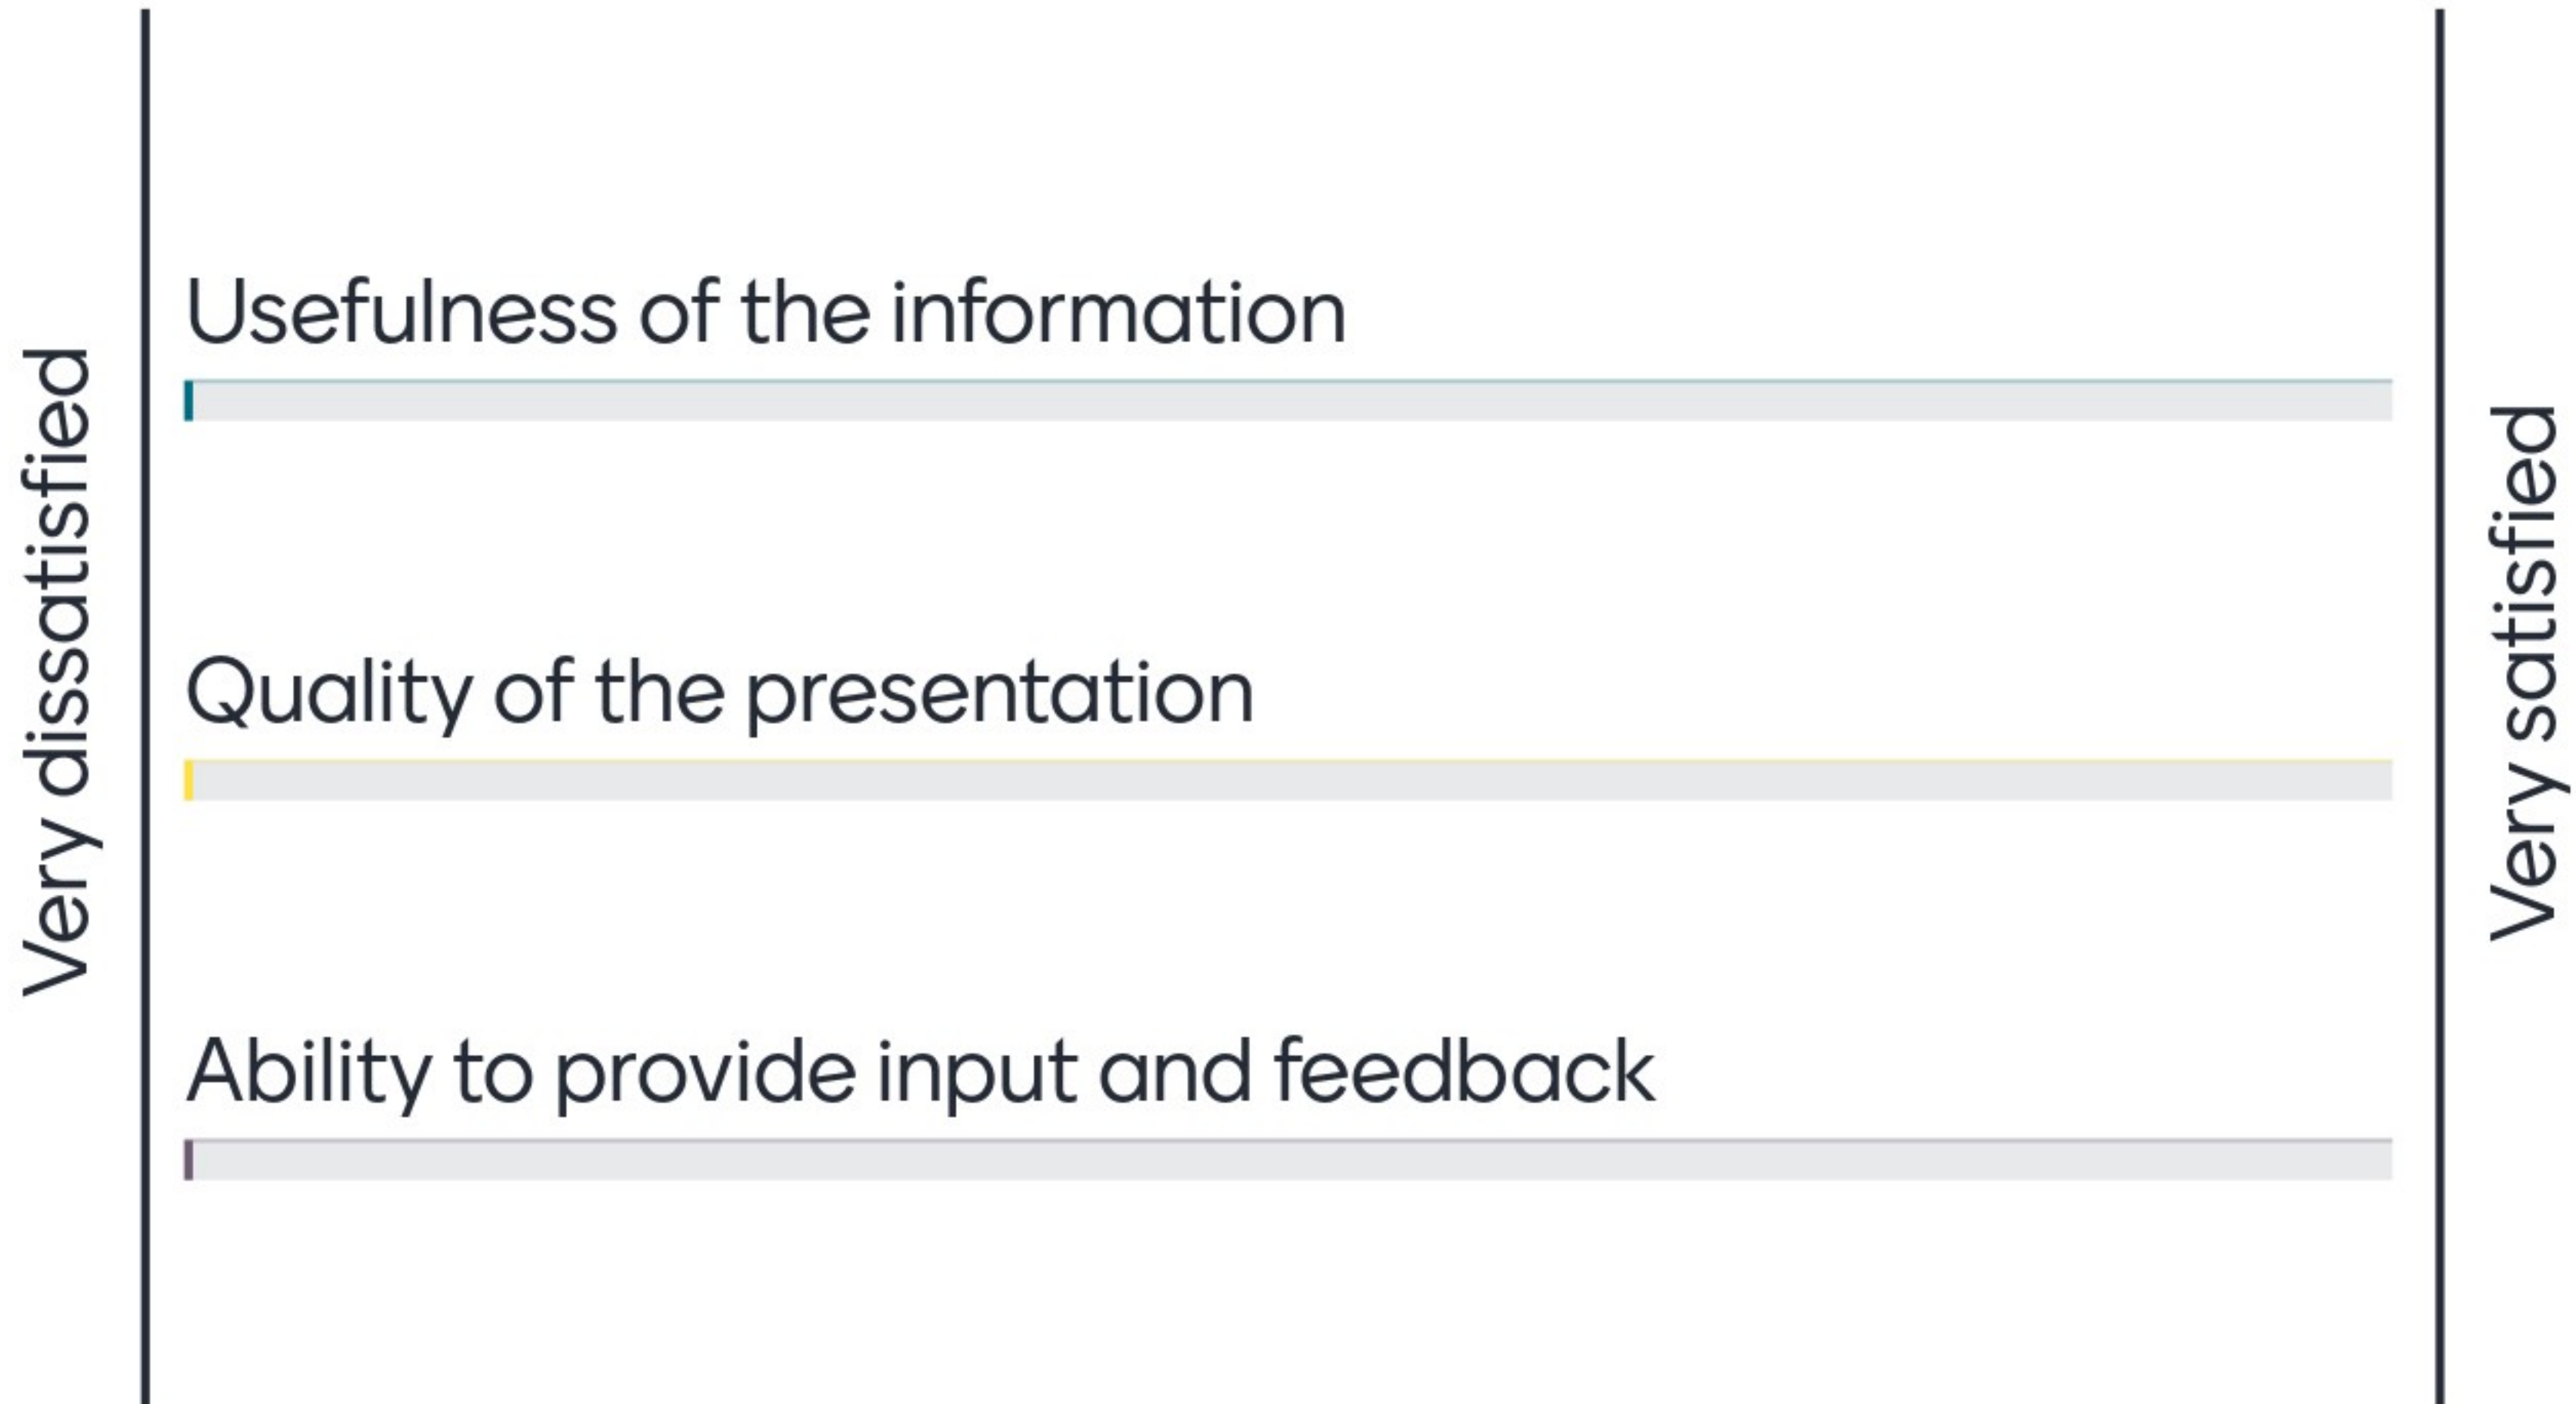 Very dissatisfied
Usefulness of the information
Quality of the presentation
Ability to provide input and feedback
Very satisfied